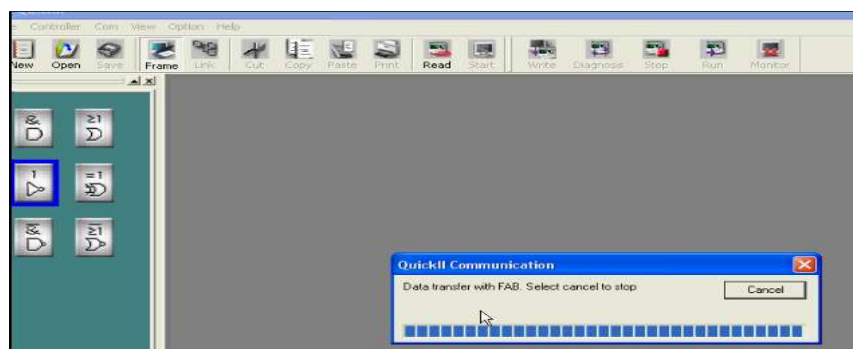 Controller Com View Option Help
New Open Save Frame Link Cut Copy Paste Print Read Start Write Diagnosis Stop Run Monitor
& ≥1
1 =1
& ≥1
QuickII Communication
Data transfer with FAB. Select cancel to stop
Cancel